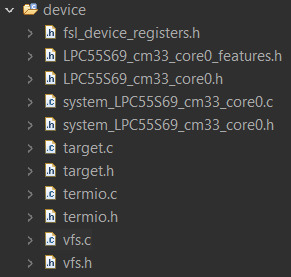 device
fsl_device_registers.h
LPC55S69_cm33_core0_features.h
LPC55S69_cm33_core0.h
system_LPC55S69_cm33_core0.c
system_LPC55S69_cm33_core0.h
target.c
target.h
termio.c
termio.h
vfs.c
vfs.h